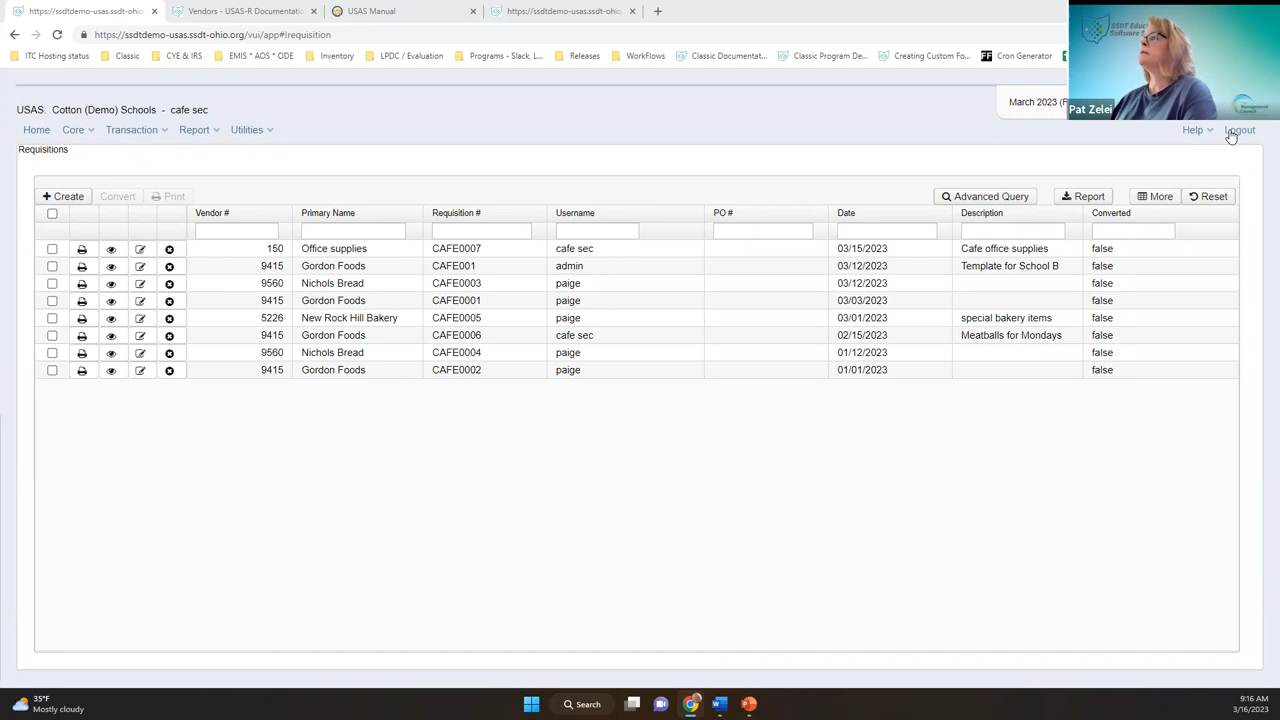 https://ssdtdemo-usas.ssdt-ohio. Vendors - USAS-R Documentatio USAS Manual https://ssdtdemo-usas.ssdt-ohio.
https://ssdtdemo-usas.ssdt-ohio.org/vui/app#!requisition
ITC Hosting status Classic CYE & IRS EMIS * AOS * ODE Inventory LPDC / Evaluation Programs - Slack, L... Releases WorkFlows Classic Documentat... Classic Program De... Creating Custom Fo... FF Cron Generator
SSDT Educ
Software S
Pat Zelei
USAS: Cotton (Demo) Schools - cafe sec
March 2023 (
Home Core Transaction Report Utilities Help Logout
Requisitions
Create Convert Print Advanced Query Report More Reset
Vendor # Primary Name Requisition # Username PO # Date Description Converted
150 Office supplies CAFE0007 cafe sec 03/15/2023 Cafe office supplies false
9415 Gordon Foods CAFE001 admin 03/12/2023 Template for School B false
9560 Nichols Bread CAFE0003 paige 03/12/2023 false
9415 Gordon Foods CAFE0001 paige 03/03/2023 false
5226 New Rock Hill Bakery CAFE0005 paige 03/01/2023 special bakery items false
9415 Gordon Foods CAFE0006 cafe sec 02/15/2023 Meatballs for Mondays false
9560 Nichols Bread CAFE0004 paige 01/12/2023 false
9415 Gordon Foods CAFE0002 paige 01/01/2023 false
35°F
Mostly cloudy
Search
9:16 AM
3/16/2023